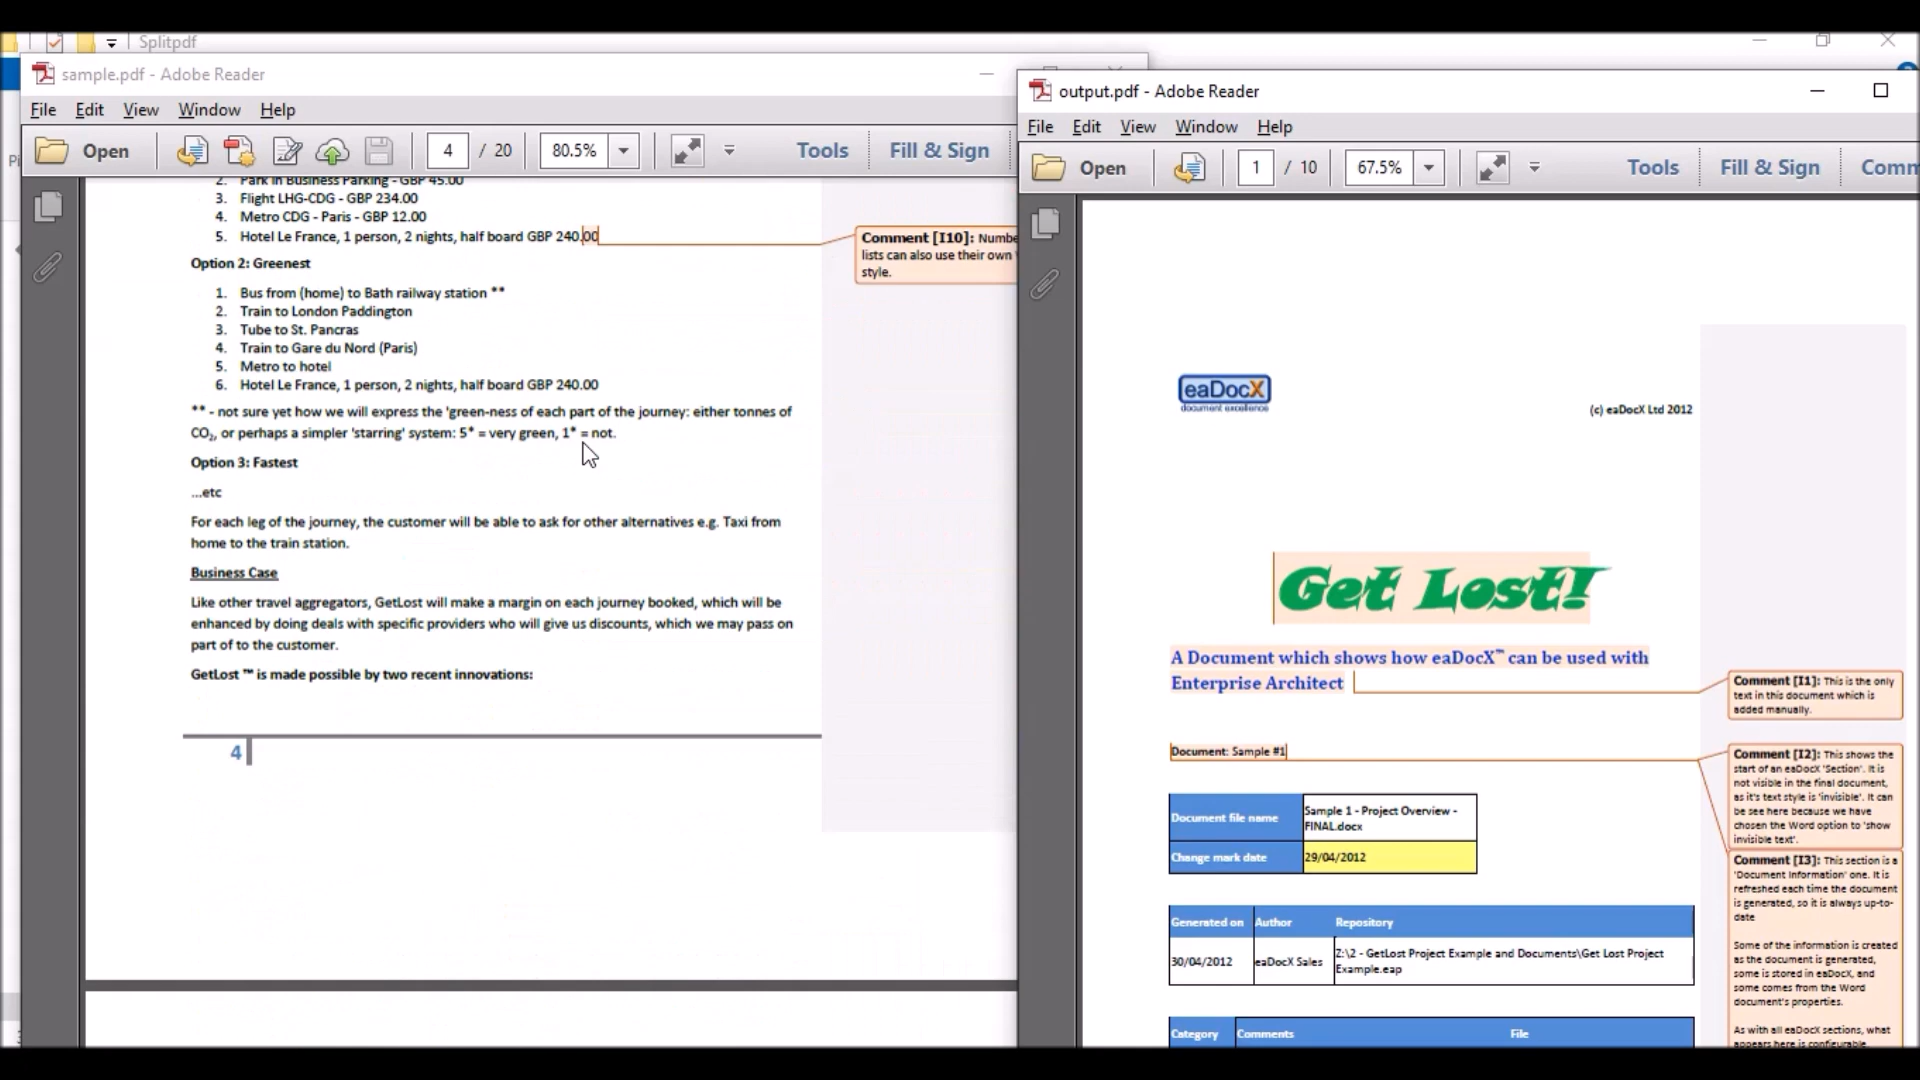 Splitpdf
sample.pdf - Adobe Reader
File Edit View Window Help
Open 4 / 20 80.5% Tools Fill & Sign
2. Park in Business Parking - GBP 45.00
3. Flight LHG-CDG - GBP 234.00
4. Metro CDG - Paris - GBP 12.00
5. Hotel Le France, 1 person, 2 nights, half board GBP 240.00
Comment [I10]: Numbe
lists can also use their own
style.
Option 2: Greenest
1. Bus from (home) to Bath railway station **
2. Train to London Paddington
3. Tube to St. Pancras
4. Train to Gare du Nord (Paris)
5. Metro to hotel
6. Hotel Le France, 1 person, 2 nights, half board GBP 240.00
** - not sure yet how we will express the 'green-ness of each part of the journey: either tonnes of
CO₂, or perhaps a simpler 'starring' system: 5* = very green, 1* = not.
Option 3: Fastest
...etc
For each leg of the journey, the customer will be able to ask for other alternatives e.g. Taxi from
home to the train station.
Business Case
Like other travel aggregators, GetLost will make a margin on each journey booked, which will be
enhanced by doing deals with specific providers who will give us discounts, which we may pass on
part of to the customer.
GetLost ™ is made possible by two recent innovations:
4
output.pdf - Adobe Reader
File Edit View Window Help
Open 1 / 10 67.5% Tools Fill & Sign Comm
eaDocX
document excellence
(c) eaDocX Ltd 2012
Get Lost!
A Document which shows how eaDocX™ can be used with
Enterprise Architect
Comment [I1]: This is the only
text in this document which is
added manually.
Document: Sample #1
Comment [I2]: This shows the
start of an eaDocX 'Section'. It is
not visible in the final document,
as it's text style is 'invisible'. It can
be see here because we have
chosen the Word option to 'show
invisible text'.
Document file name Sample 1 - Project Overview -
FINAL.docx
Change mark date 29/04/2012
Comment [I3]: This section is a
'Document Information' one. It is
refreshed each time the document
is generated, so it is always up-to-
date
Some of the information is created
as the document is generated,
some is stored in eaDocX, and
some comes from the Word
document's properties.
As with all eaDocX sections, what
appears here is configurable
Generated on Author Repository
30/04/2012 eaDocX Sales Z:\2 - GetLost Project Example and Documents\Get Lost Project
Example.eap
Category Comments File